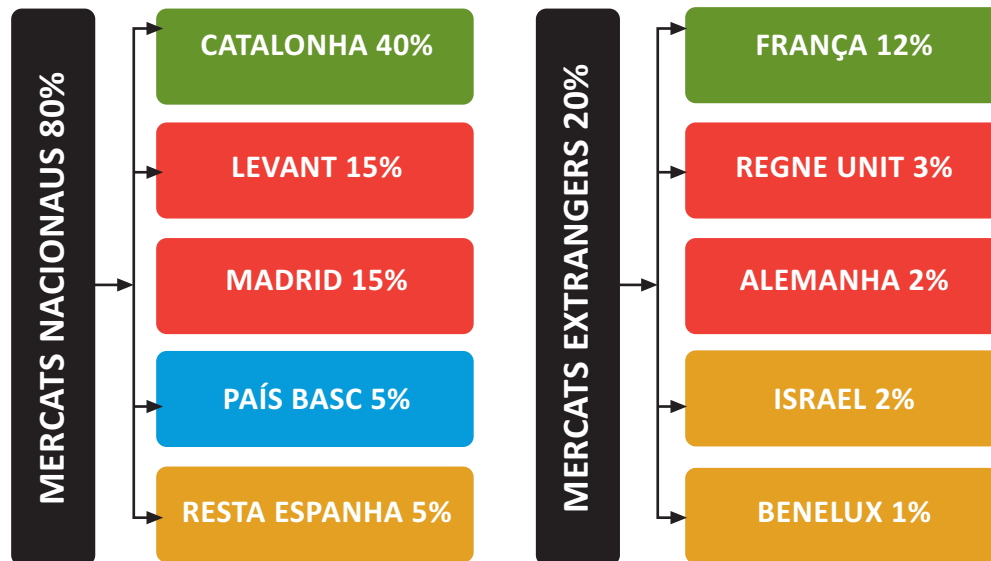 MERCATS NACIONAUS 80%
CATALONHA 40%
LEVANT 15%
MADRID 15%
PAÍS BASC 5%
RESTA ESPANHA 5%
MERCATS EXTRANGERS 20%
FRANÇA 12%
REGNE UNIT 3%
ALEMANHA 2%
ISRAEL 2%
BENELUX 1%